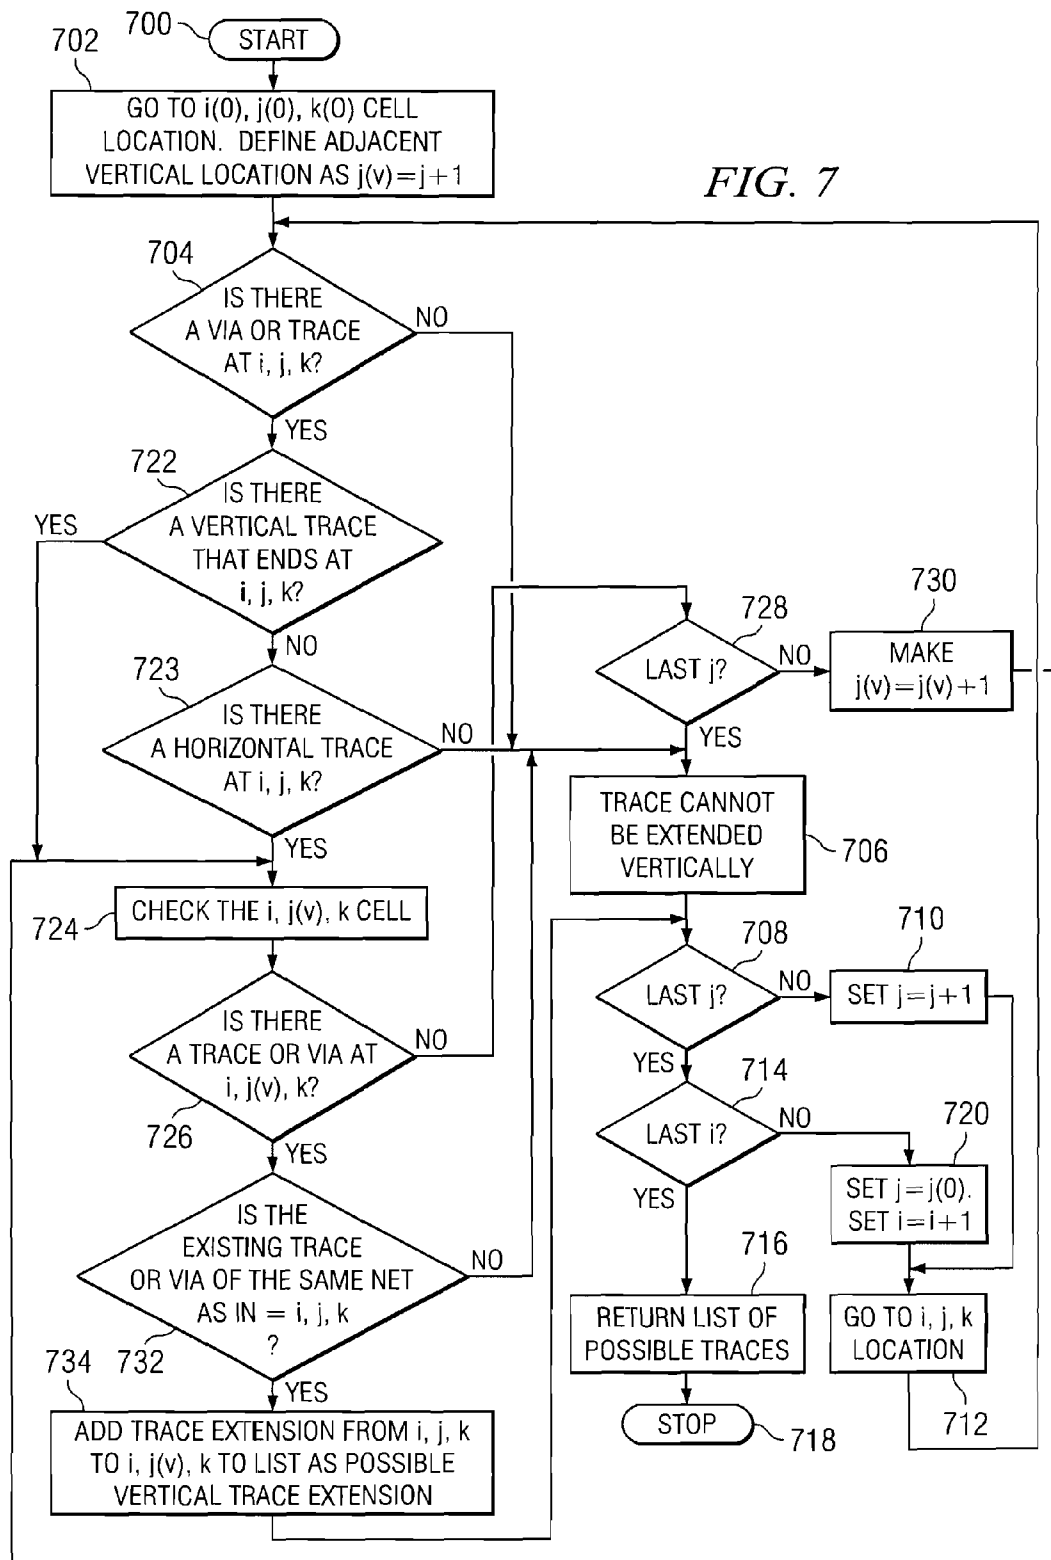 700
START
702
GO TO i(0), j(0), k(0) CELL
LOCATION. DEFINE ADJACENT
VERTICAL LOCATION AS j(v)=j+1
FIG. 7
704
IS THERE
A VIA OR TRACE
AT i, j, k?
NO
YES
722
IS THERE
A VERTICAL TRACE
THAT ENDS AT
i, j, k?
YES
NO
723
IS THERE
A HORIZONTAL TRACE
AT i, j, k?
NO
YES
728
LAST j?
NO
YES
730
MAKE
j(v)=j(v)+1
TRACE CANNOT
BE EXTENDED
VERTICALLY
706
724
CHECK THE i, j(v), k CELL
IS THERE
A TRACE OR VIA AT
i, j(v), k?
726
NO
YES
708
LAST j?
NO
YES
710
SET j=j+1
714
LAST i?
NO
YES
720
SET j=j(0).
SET i=i+1
IS THE
EXISTING TRACE
OR VIA OF THE SAME NET
AS IN = i, j, k
?
732
NO
YES
716
RETURN LIST OF
POSSIBLE TRACES
GO TO i, j, k
LOCATION
712
STOP
718
734
ADD TRACE EXTENSION FROM i, j, k
TO i, j(v), k TO LIST AS POSSIBLE
VERTICAL TRACE EXTENSION